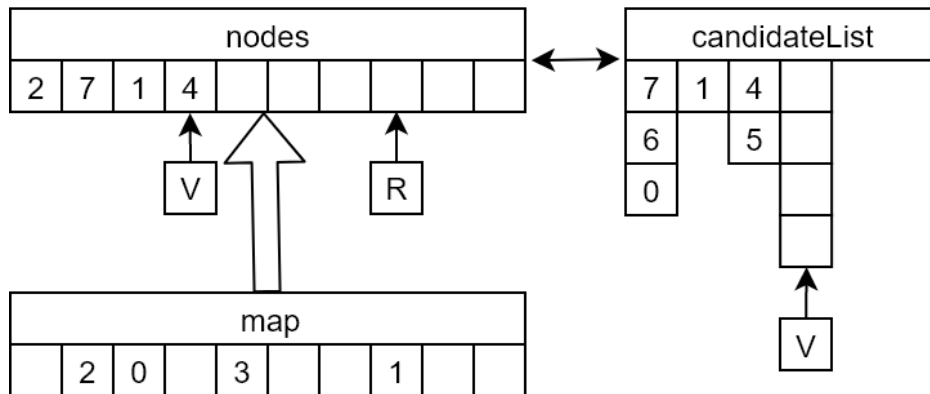 nodes
2 7 1 4
V R
candidateList
7 1 4
6 5
0
V
map
2 0 3 1